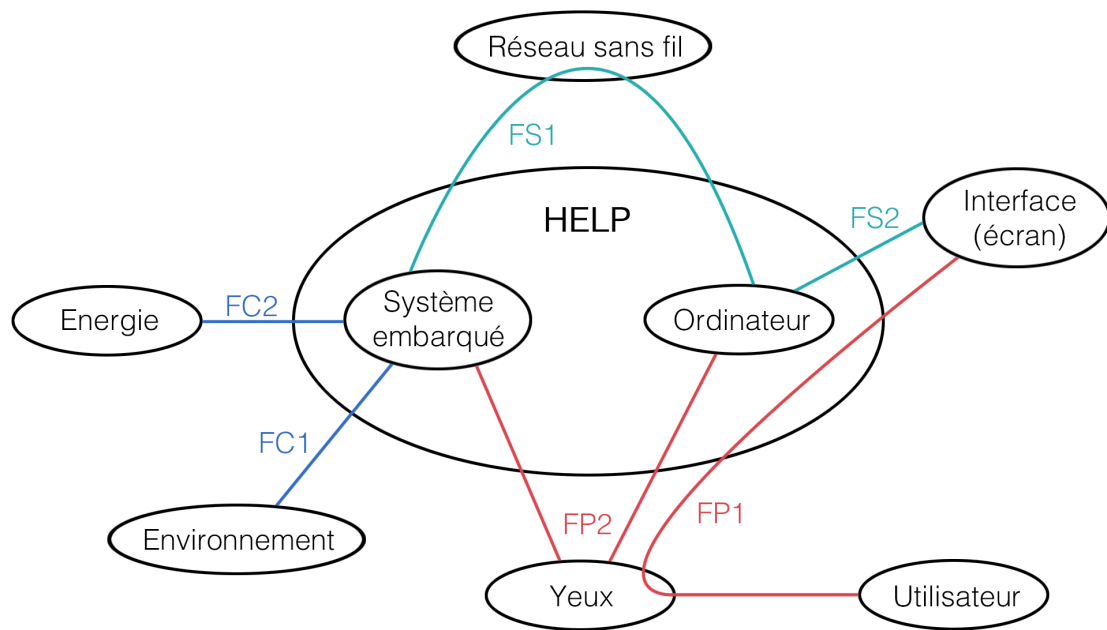 Réseau sans fil
FS1
HELP
FS2
Interface
(écran)
Energie
FC2
Système
embarqué
Ordinateur
FC1
FP2
FP1
Environnement
Yeux
Utilisateur